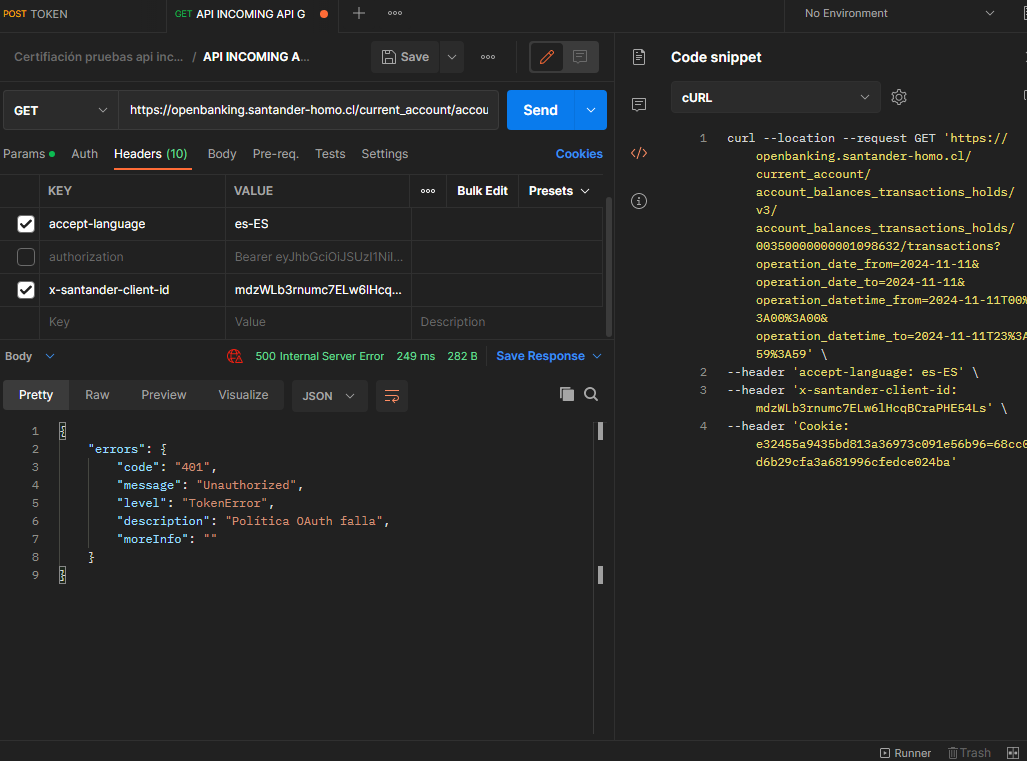 POST TOKEN
GET API INCOMING API G
No Environment
Certifiación pruebas api inc... / API INCOMING A...
Save
Code snippet
GET
https://openbanking.santander-homo.cl/current_account/accou
Send
cURL
Params
Auth
Headers (10)
Body
Pre-req.
Tests
Settings
Cookies
KEY
VALUE
Bulk Edit
Presets
accept-language
es-ES
authorization
Bearer eyJhbGciOiJSUzI1NiI...
x-santander-client-id
mdzWLb3rnumc7ELw6lHcq...
Key
Value
Description
Body
500 Internal Server Error
249 ms
282 B
Save Response
Pretty
Raw
Preview
Visualize
JSON
1 {
2 "errors": {
3 "code": "401",
4 "message": "Unauthorized",
5 "level": "TokenError",
6 "description": "Política OAuth falla",
7 "moreInfo": ""
8 }
9 }
1 curl --location --request GET 'https://
openbanking.santander-homo.cl/
current_account/
account_balances_transactions_holds/
v3/
account_balances_transactions_holds/
00350000000001098632/transactions?
operation_date_from=2024-11-11&
operation_date_to=2024-11-11&
operation_datetime_from=2024-11-11T00%
3A00%3A00&
operation_datetime_to=2024-11-11T23%3A
59%3A59' \
2 --header 'accept-language: es-ES' \
3 --header 'x-santander-client-id:
mdzWLb3rnumc7ELw6lHcqBCraPHE54Ls' \
4 --header 'Cookie:
e32455a9435bd813a36973c091e56b96=68cc0
d6b29cfa3a681996cfedce024ba'
Runner
Trash